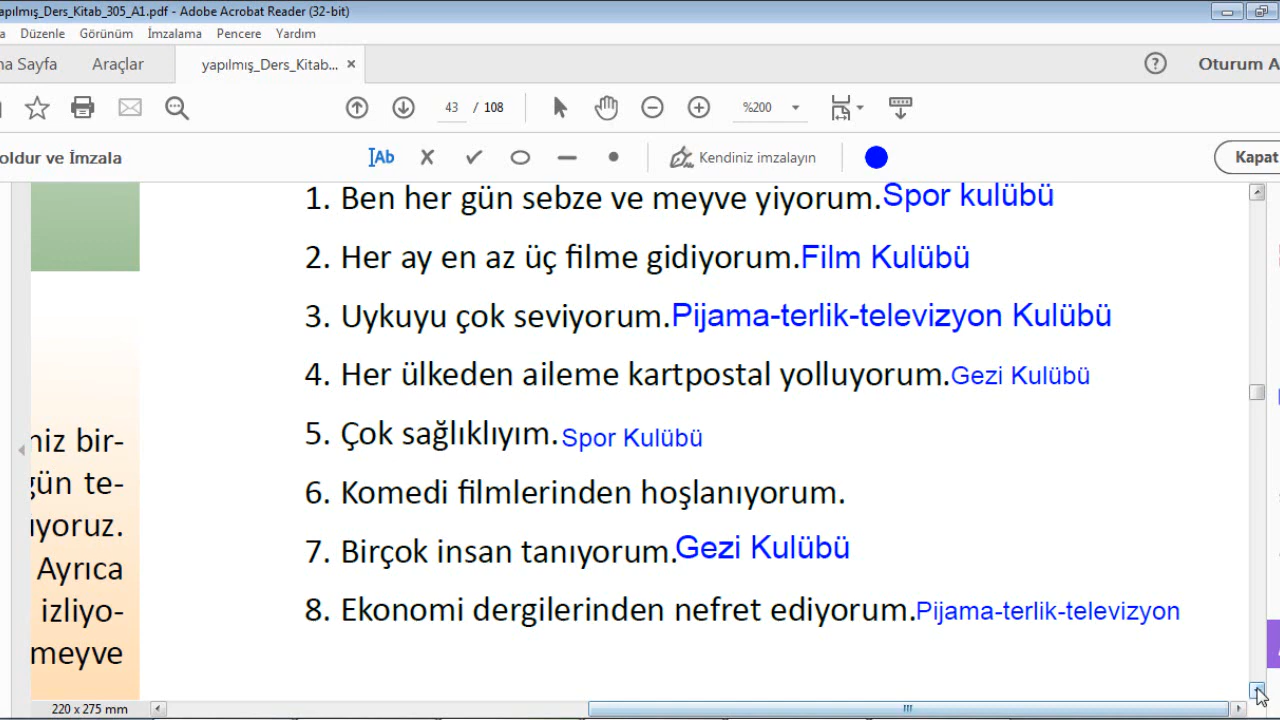 apılmış_Ders_Kitab_305_A1.pdf - Adobe Acrobat Reader (32-bit)
a Düzenle Görünüm İmzalama Pencere Yardım
na Sayfa Araçlar yapılmış_Ders_Kitab... × ? Oturum A
43 / 108 %200
oldur ve İmzala Ab Kendiniz imzalayın Kapat
1. Ben her gün sebze ve meyve yiyorum. Spor kulübü
2. Her ay en az üç filme gidiyorum. Film Kulübü
3. Uykuyu çok seviyorum. Pijama-terlik-televizyon Kulübü
4. Her ülkeden aileme kartpostal yolluyorum. Gezi Kulübü
5. Çok sağlıklıyım. Spor Kulübü
6. Komedi filmlerinden hoşlanıyorum.
7. Birçok insan tanıyorum. Gezi Kulübü
8. Ekonomi dergilerinden nefret ediyorum. Pijama-terlik-televizyon
niz bir-
gün te-
uyoruz.
Ayrıca
izliyo-
meyve
220 x 275 mm